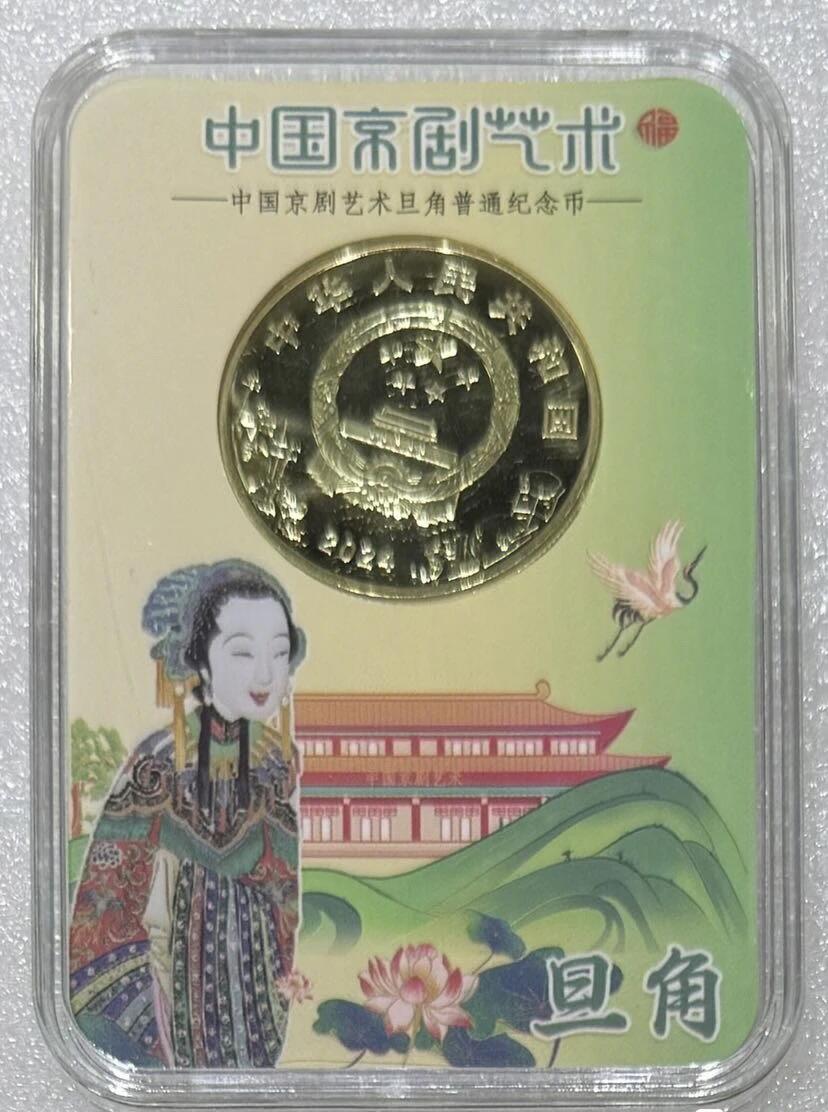 中国京剧艺术 福
中国京剧艺术旦角普通纪念币
中华人民共和国
2024
中国京剧艺术
旦角